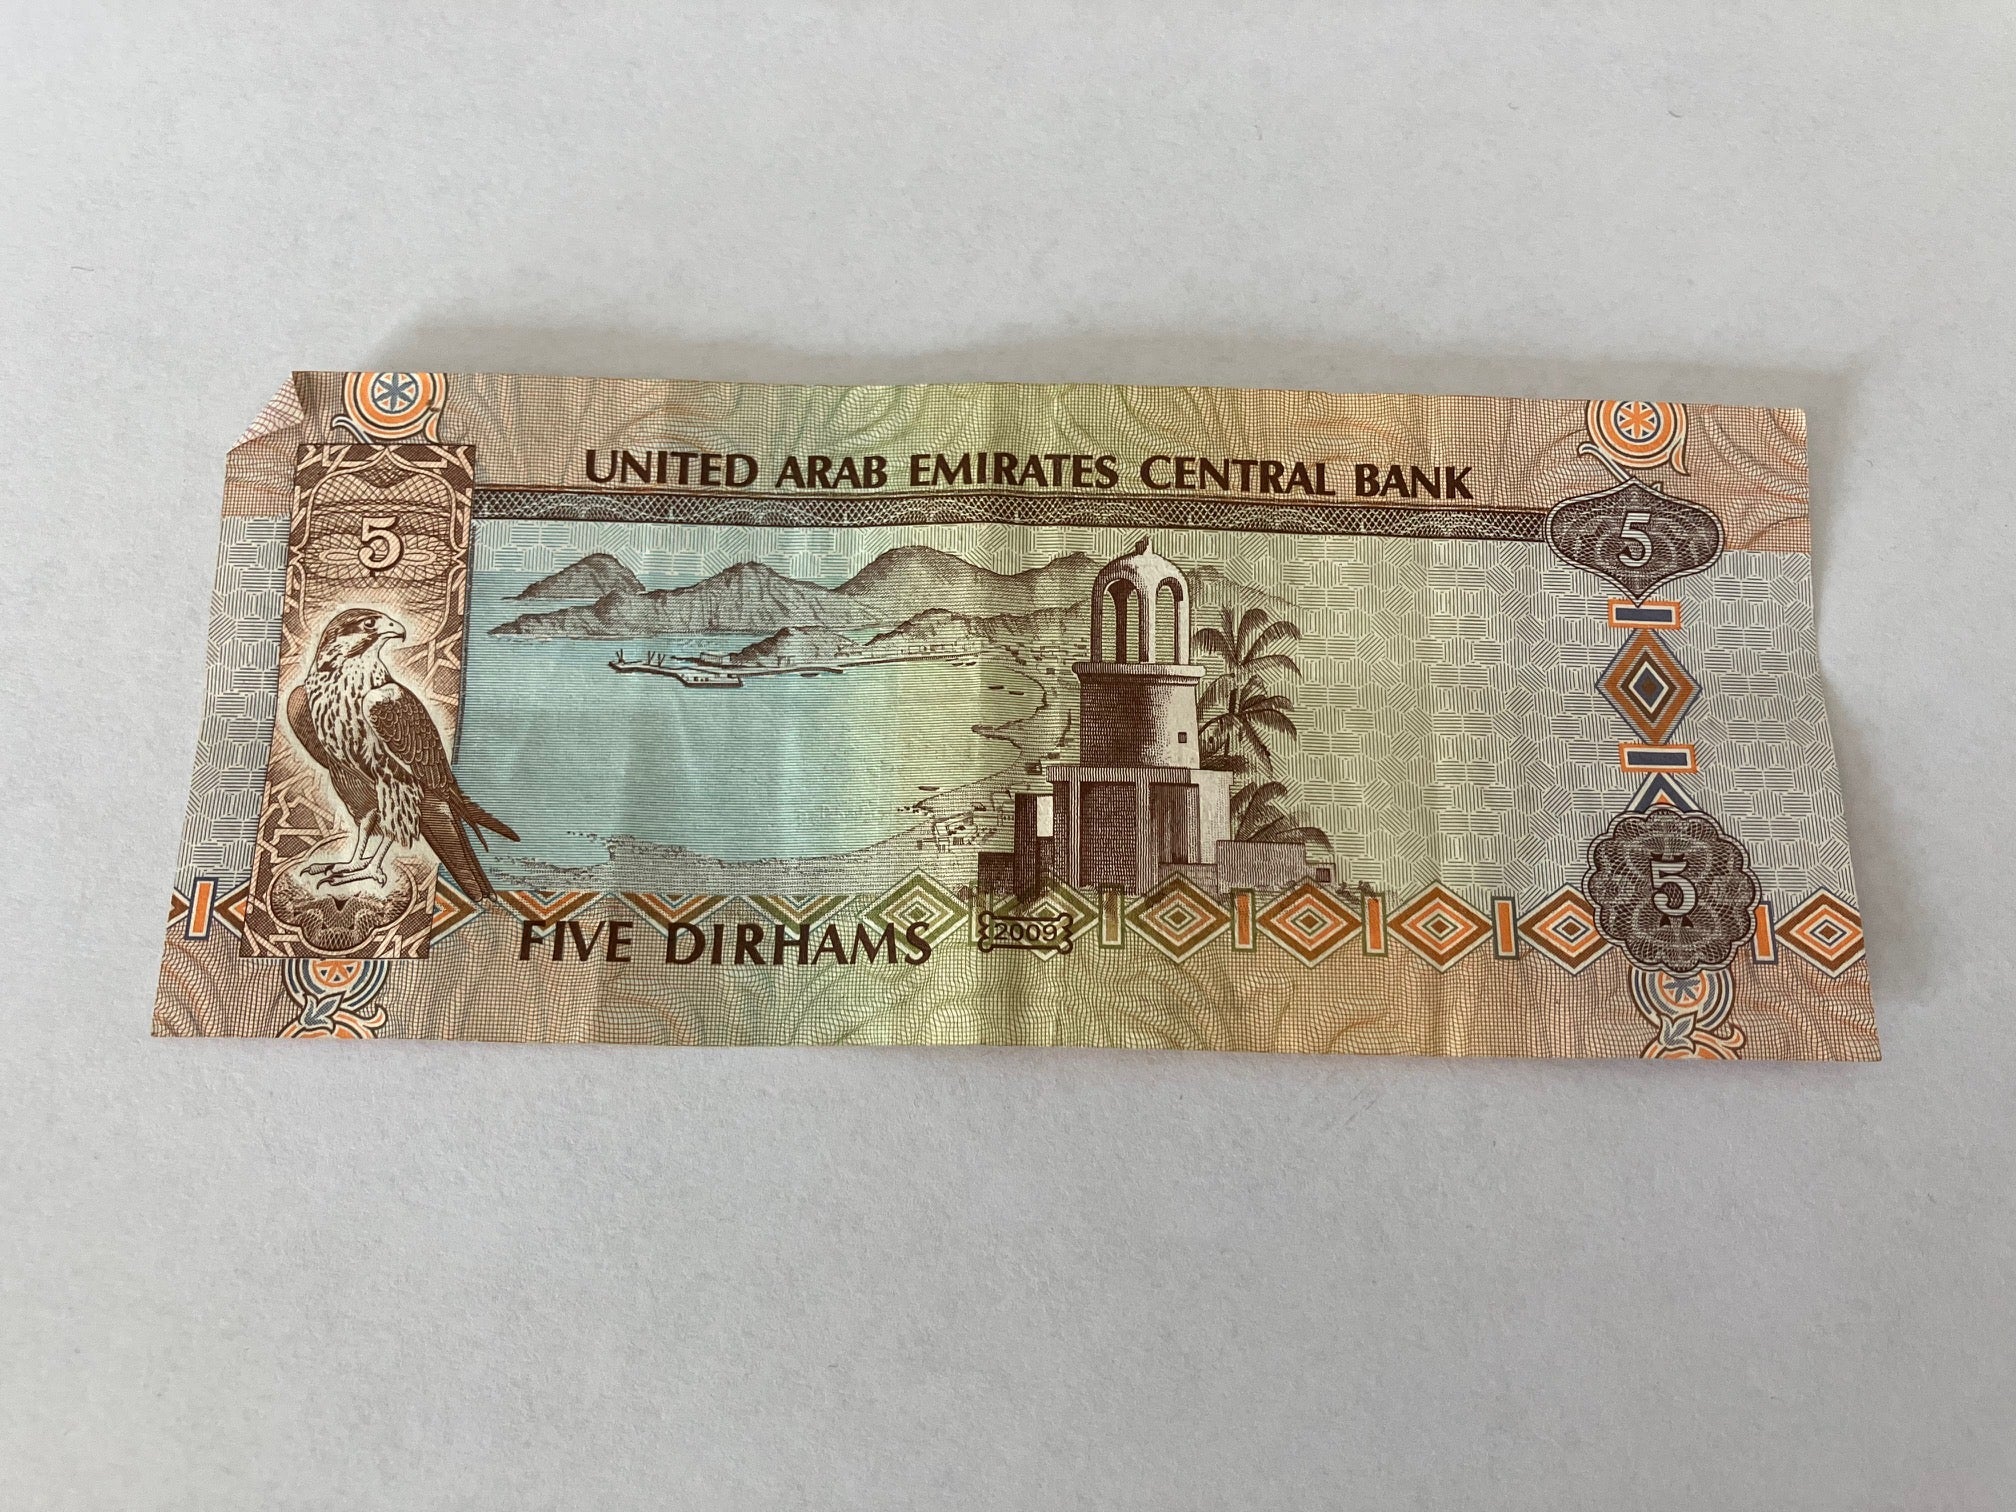 UNITED ARAB EMIRATES CENTRAL BANK
5
5
5
FIVE DIRHAMS
2009